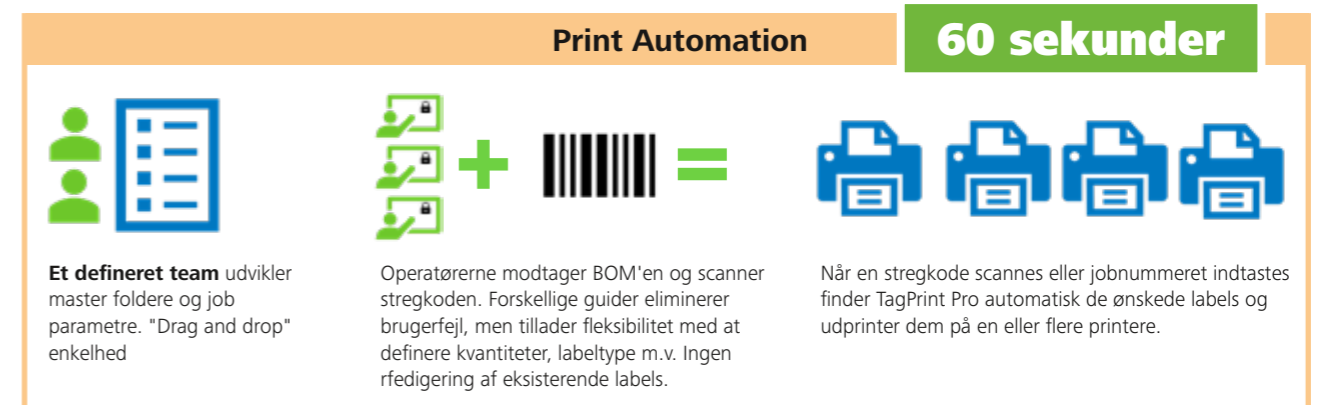 Print Automation
60 sekunder
Et defineret team udvikler
master foldere og job
parametre. "Drag and drop"
enkelhed
Operatørerne modtager BOM'en og scanner
stregkoden. Forskellige guider eliminerer
brugerfejl, men tillader fleksibilitet med at
definere kvantiteter, labeltype m.v. Ingen
rfedigering af eksisterende labels.
Når en stregkode scannes eller jobnummeret indtastes
finder TagPrint Pro automatisk de ønskede labels og
udprinter dem på en eller flere printere.